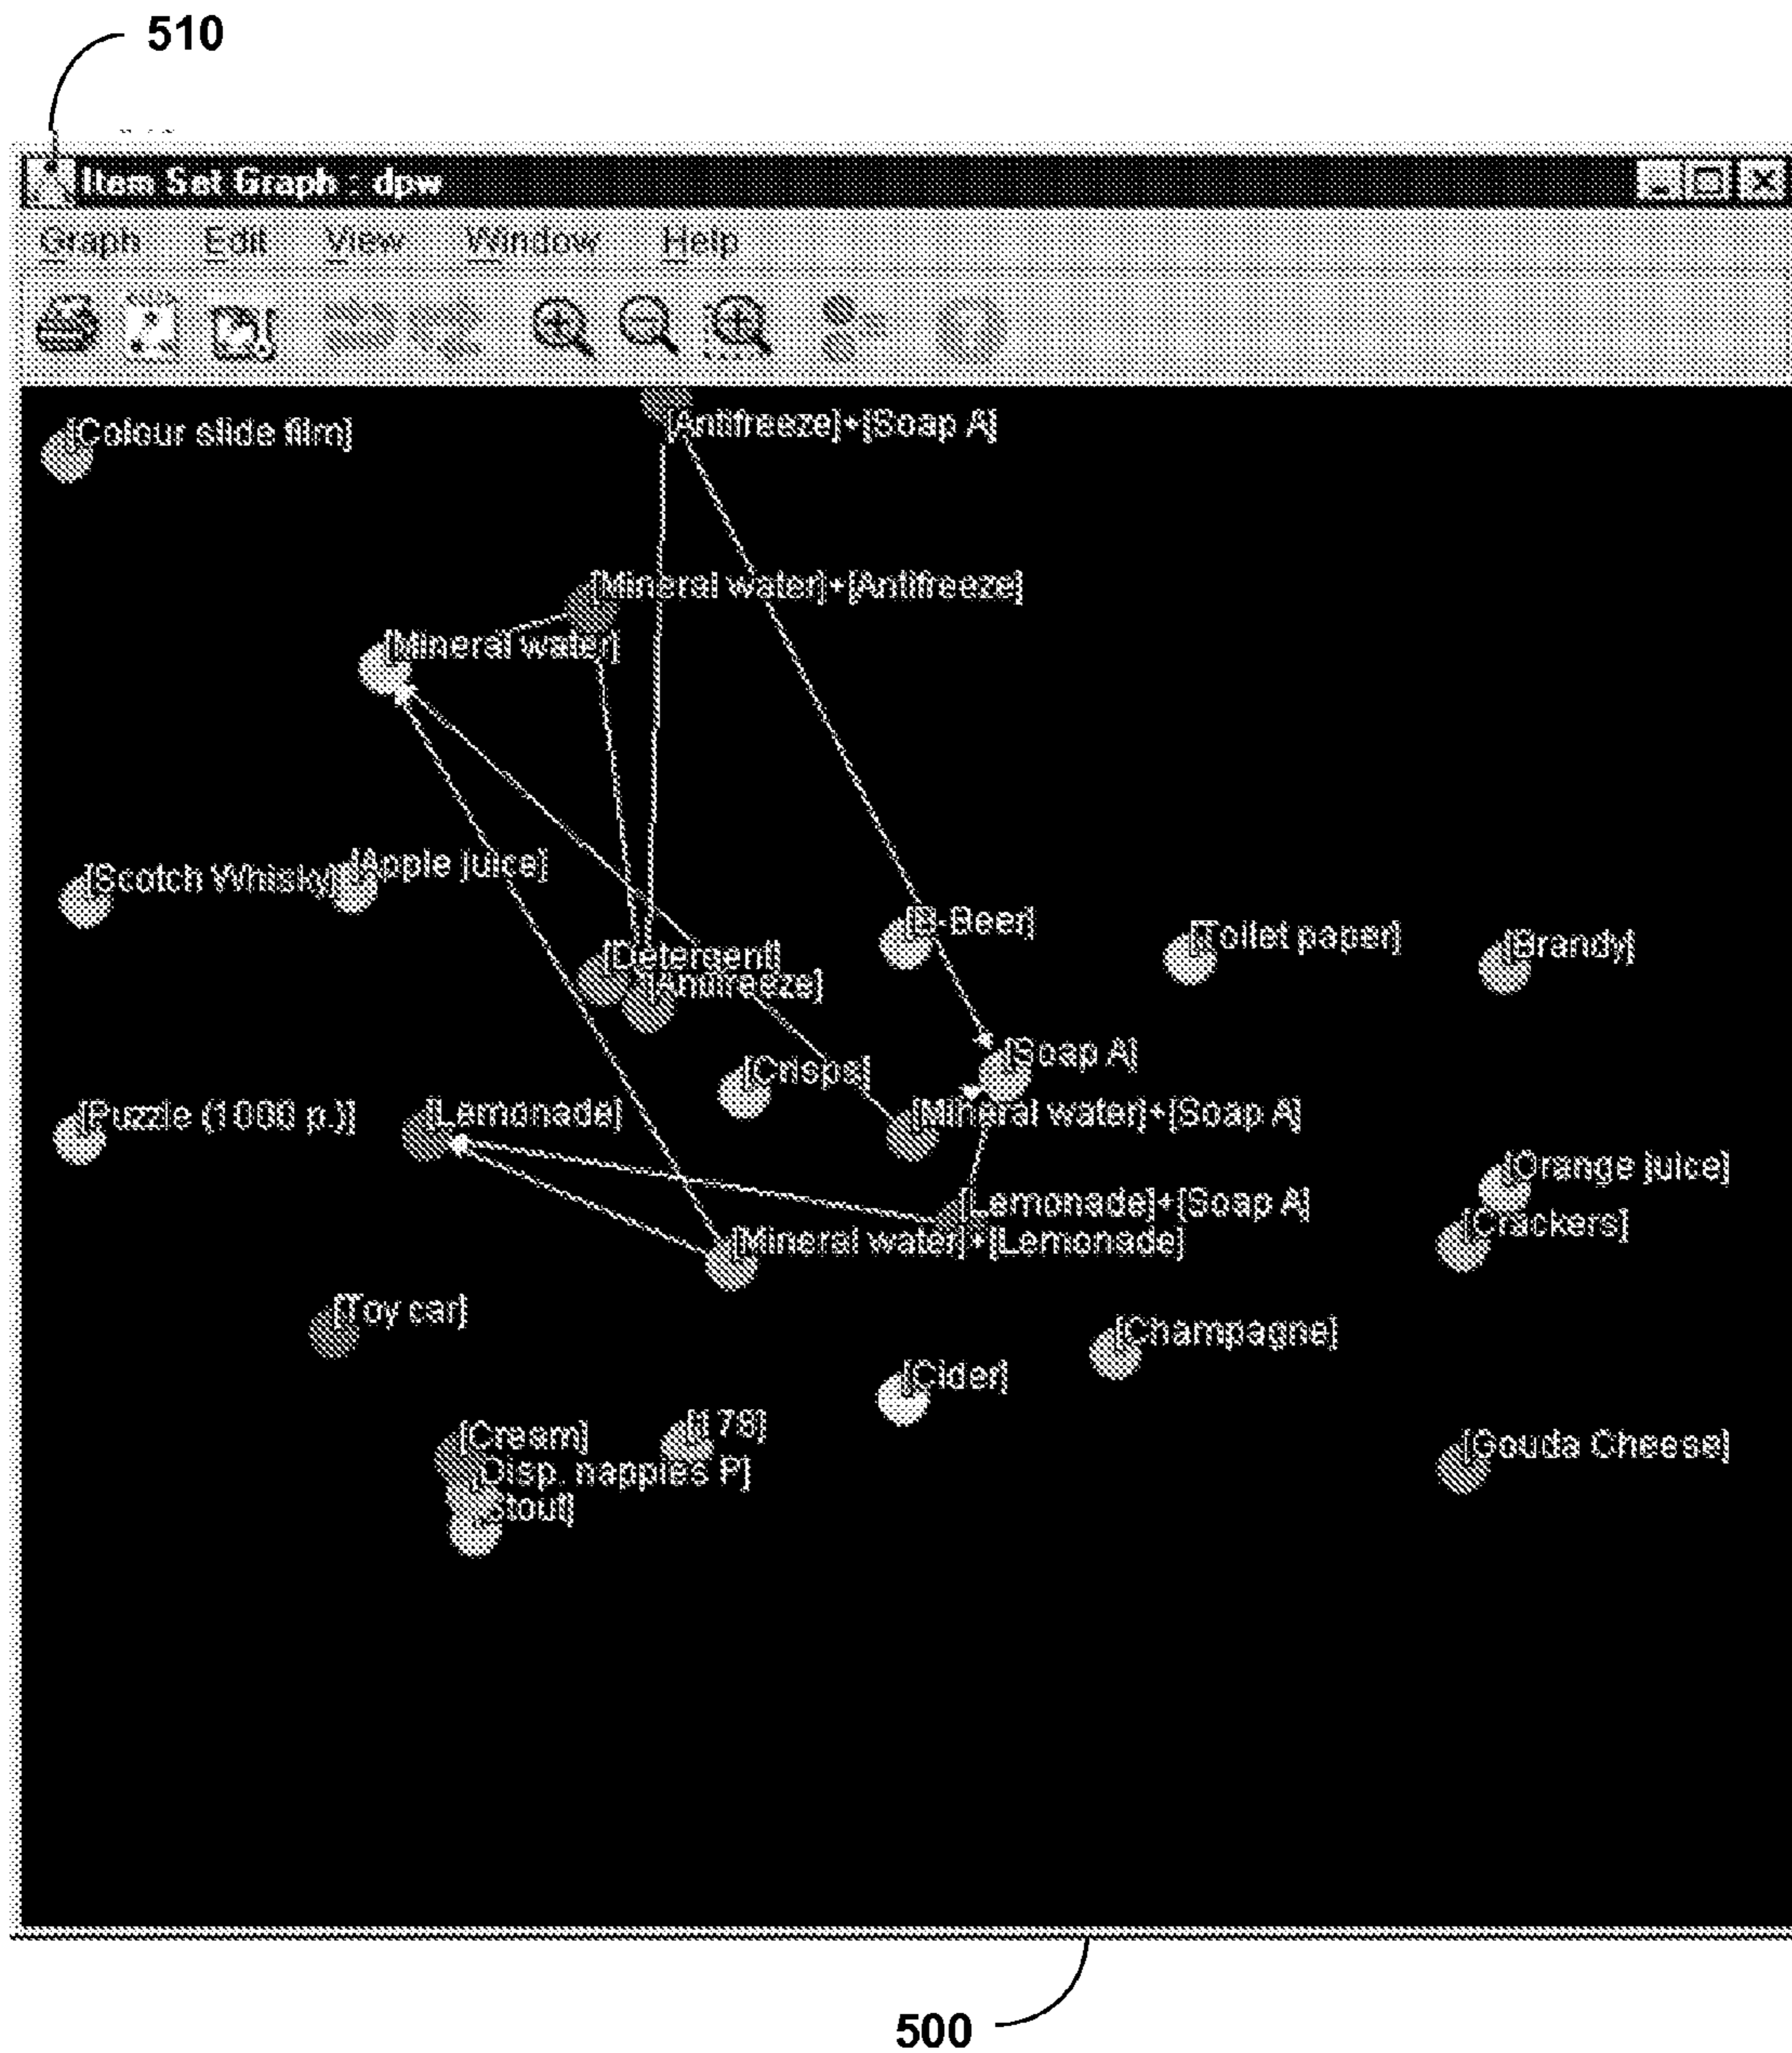 510
Item Set Graph : dpw
Graph Edit View Window Help
[Colour slide film]
[Antifreeze]+[Soap A]
[Mineral water]+[Antifreeze]
[Mineral water]
[Scotch Whisky]
[Apple juice]
[B-Beer]
[Toilet paper]
[Brandy]
[Detergent]
[Antifreeze]
[Soap A]
[Crisps]
[Puzzle (1000 p.)]
[Lemonade]
[Mineral water]+[Soap A]
[Orange juice]
[Lemonade]+[Soap A]
[Crackers]
[Mineral water]+[Lemonade]
[Toy car]
[Champagne]
[Cider]
[Cream]
78]
[Gouda Cheese]
[Disp. nappies P]
[Stout]
500